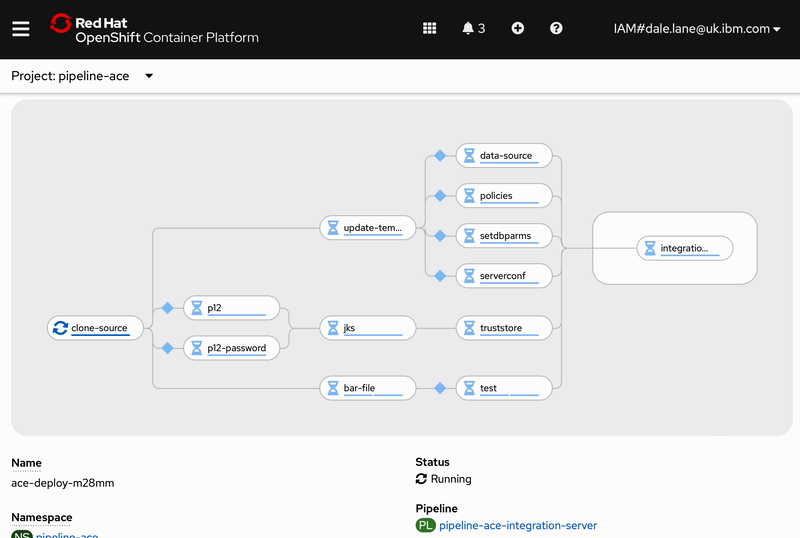 Red Hat
OpenShift Container Platform
3
IAM#dale.lane@uk.ibm.com
Project: pipeline-ace
data-source
policies
update-tem...
setdbparms
integratio...
serverconf
p12
clone-source
jks
truststore
p12-password
bar-file
test
Name
ace-deploy-m28mm
Status
Running
Namespace
NS pipeline-ace
Pipeline
PL pipeline-ace-integration-server